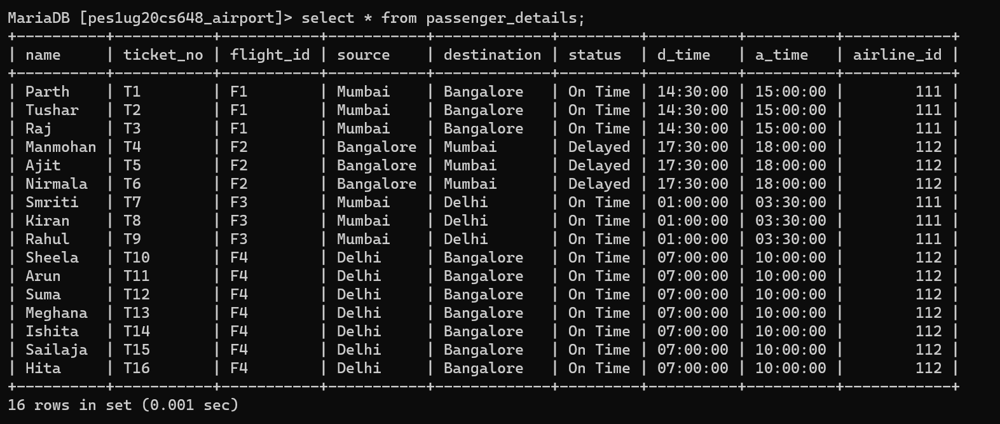 MariaDB [pes1ug20cs648_airport]> select * from passenger_details;
+----------+-----------+-----------+-----------+-------------+---------+----------+----------+------------+
| name     | ticket_no | flight_id | source    | destination | status  | d_time   | a_time   | airline_id |
+----------+-----------+-----------+-----------+-------------+---------+----------+----------+------------+
| Parth    | T1        | F1        | Mumbai    | Bangalore   | On Time | 14:30:00 | 15:00:00 |        111 |
| Tushar   | T2        | F1        | Mumbai    | Bangalore   | On Time | 14:30:00 | 15:00:00 |        111 |
| Raj      | T3        | F1        | Mumbai    | Bangalore   | On Time | 14:30:00 | 15:00:00 |        111 |
| Manmohan | T4        | F2        | Bangalore | Mumbai      | Delayed | 17:30:00 | 18:00:00 |        112 |
| Ajit     | T5        | F2        | Bangalore | Mumbai      | Delayed | 17:30:00 | 18:00:00 |        112 |
| Nirmala  | T6        | F2        | Bangalore | Mumbai      | Delayed | 17:30:00 | 18:00:00 |        112 |
| Smriti   | T7        | F3        | Mumbai    | Delhi       | On Time | 01:00:00 | 03:30:00 |        111 |
| Kiran    | T8        | F3        | Mumbai    | Delhi       | On Time | 01:00:00 | 03:30:00 |        111 |
| Rahul    | T9        | F3        | Mumbai    | Delhi       | On Time | 01:00:00 | 03:30:00 |        111 |
| Sheela   | T10       | F4        | Delhi     | Bangalore   | On Time | 07:00:00 | 10:00:00 |        112 |
| Arun     | T11       | F4        | Delhi     | Bangalore   | On Time | 07:00:00 | 10:00:00 |        112 |
| Suma     | T12       | F4        | Delhi     | Bangalore   | On Time | 07:00:00 | 10:00:00 |        112 |
| Meghana  | T13       | F4        | Delhi     | Bangalore   | On Time | 07:00:00 | 10:00:00 |        112 |
| Ishita   | T14       | F4        | Delhi     | Bangalore   | On Time | 07:00:00 | 10:00:00 |        112 |
| Sailaja  | T15       | F4        | Delhi     | Bangalore   | On Time | 07:00:00 | 10:00:00 |        112 |
| Hita     | T16       | F4        | Delhi     | Bangalore   | On Time | 07:00:00 | 10:00:00 |        112 |
+----------+-----------+-----------+-----------+-------------+---------+----------+----------+------------+
16 rows in set (0.001 sec)